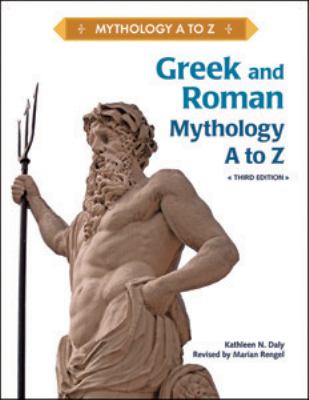 MYTHOLOGY A TO Z
Greek and
Roman
Mythology
A to Z
THIRD EDITION
Kathleen N. Daly
Revised by Marian Rengel